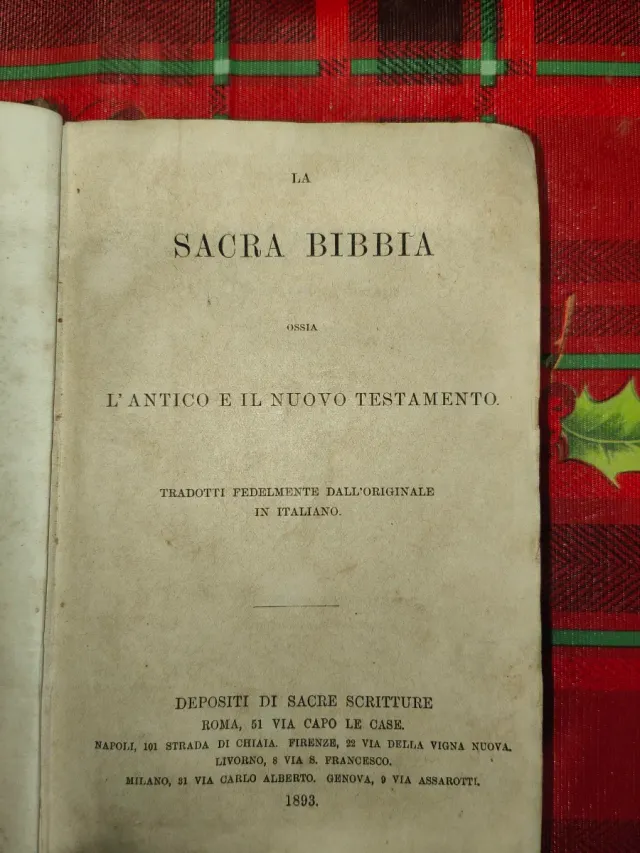 LA
SACRA BIBBIA
OSSIA
L'ANTICO E IL NUOVO TESTAMENTO.
TRADOTTI FEDELMENTE DALL'ORIGINALE
IN ITALIANO.
DEPOSITI DI SACRE SCRITTURE
ROMA, 51 VIA CAPO LE CASE.
NAPOLI, 101 STRADA DI CHIAIA. FIRENZE, 22 VIA DELLA VIGNA NUOVA.
LIVORNO, 8 VIA S. FRANCESCO.
MILANO, 31 VIA CARLO ALBERTO. GENOVA, 9 VIA ASSAROTTI.
1893.